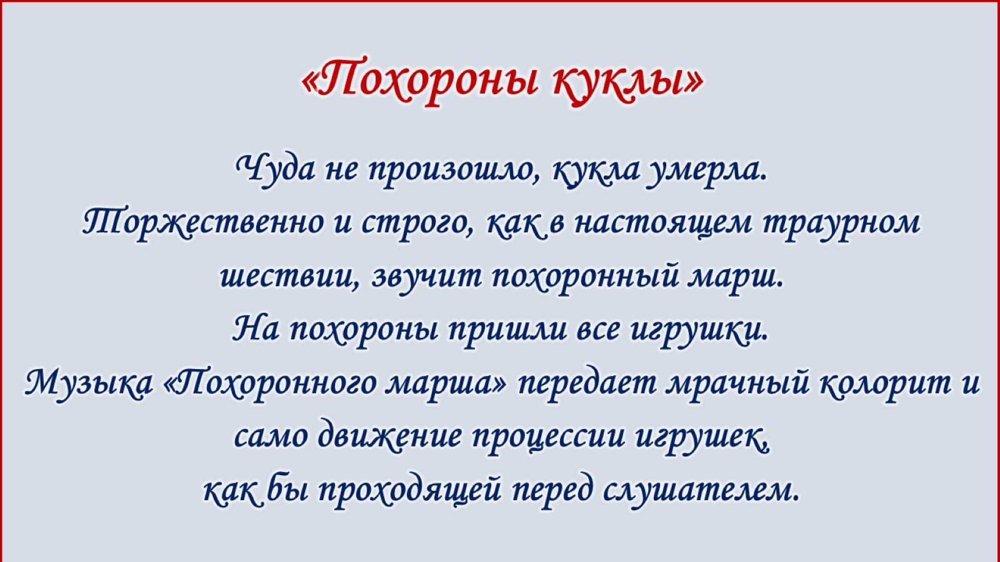 «Похороны куклы»
Чуда не произошло, кукла умерла.
Торжественно и строго, как в настоящем траурном
шествии, звучит похоронный марш.
На похороны пришли все игрушки.
Музыка «Похоронного марша» передает мрачный колорит и
само движение процессии игрушек,
как бы проходящей перед слушателем.